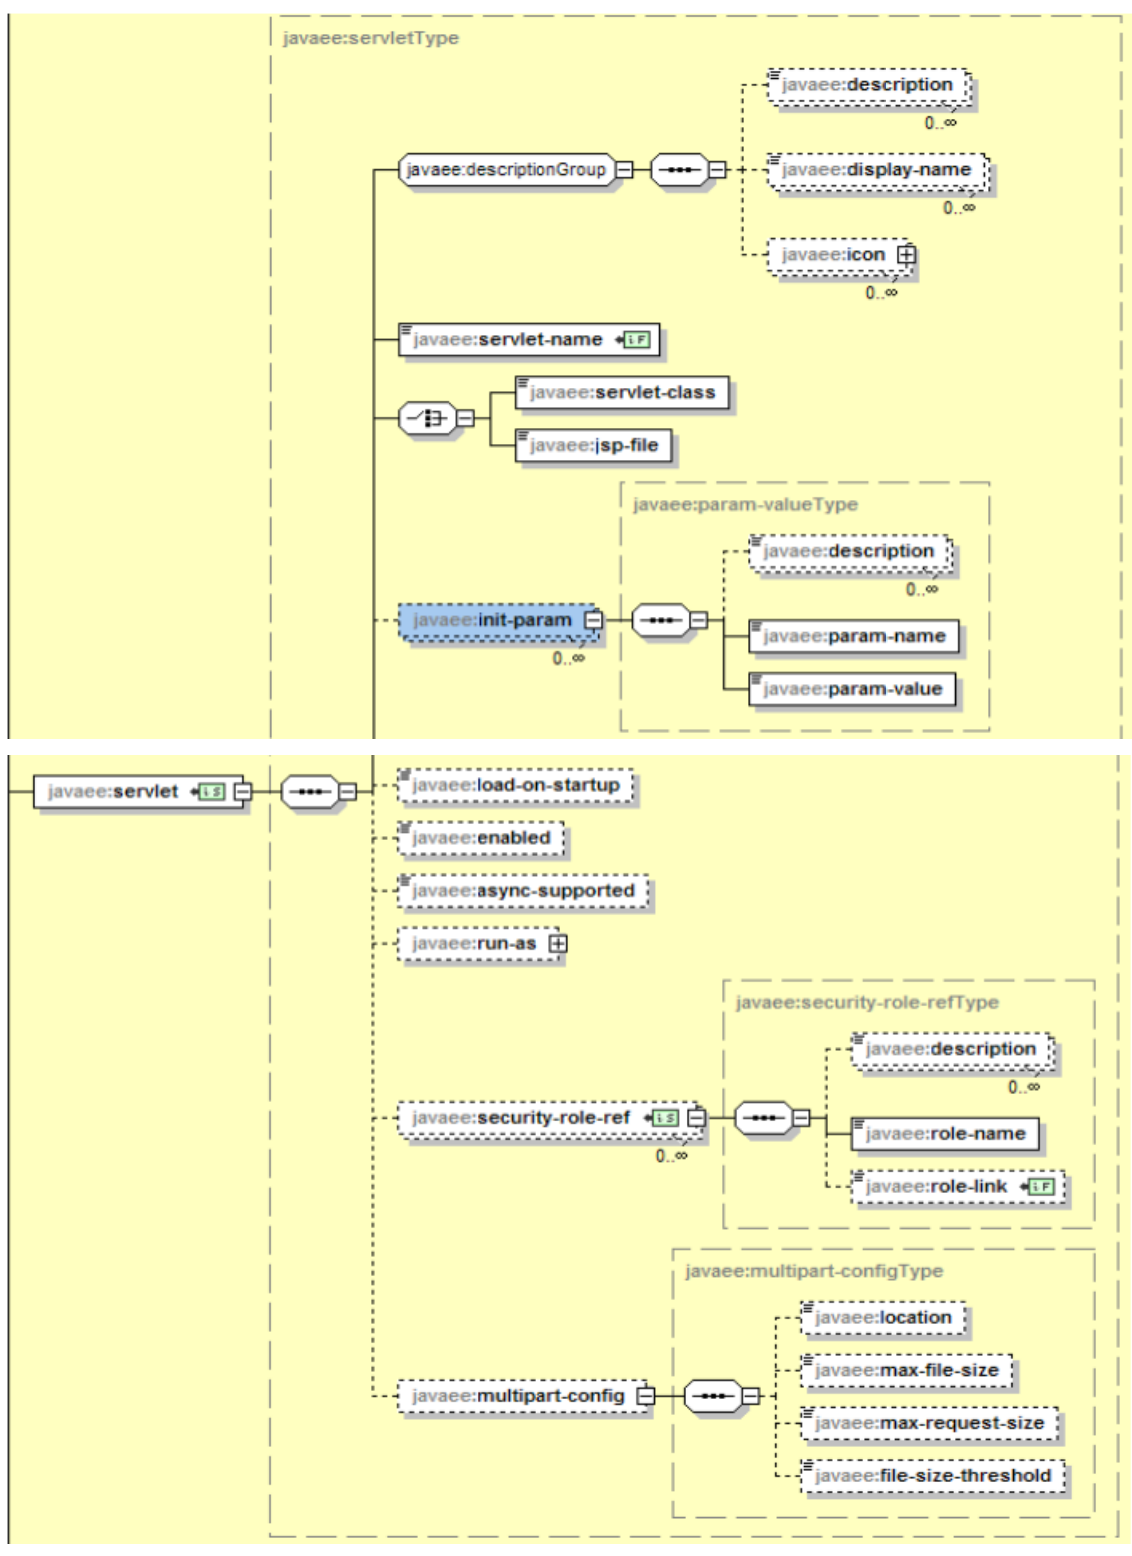 javaee:servletType
javaee:description
0..∞
javaee:descriptionGroup
javaee:display-name
0..∞
javaee:icon
0..∞
javaee:servlet-name
javaee:servlet-class
javaee:jsp-file
javaee:param-valueType
javaee:description
0..∞
javaee:init-param
0..∞
javaee:param-name
javaee:param-value
javaee:servlet
javaee:load-on-startup
javaee:enabled
javaee:async-supported
javaee:run-as
javaee:security-role-refType
javaee:description
0..∞
javaee:security-role-ref
0..∞
javaee:role-name
javaee:role-link
javaee:multipart-configType
javaee:location
javaee:max-file-size
javaee:multipart-config
javaee:max-request-size
javaee:file-size-threshold